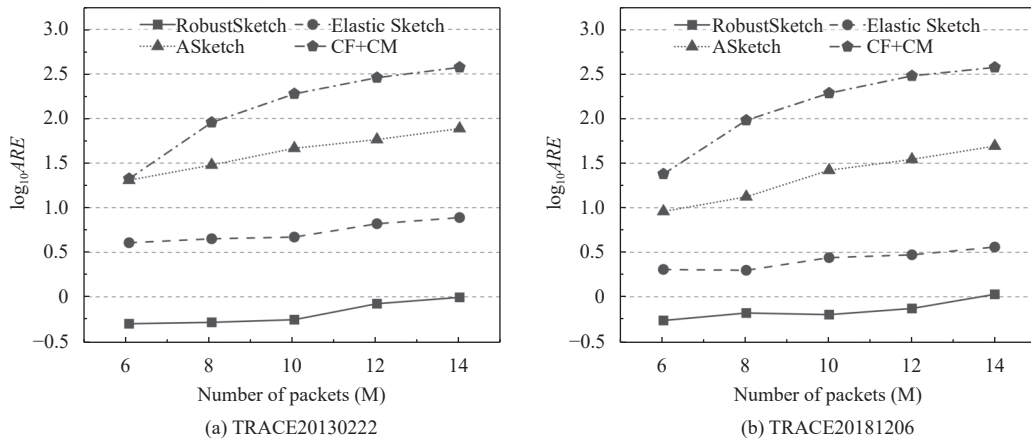 RobustSketch
Elastic Sketch
ASketch
CF+CM
3.0
2.5
2.0
1.5
1.0
0.5
0
−0.5
log₁₀ARE
6
8
10
12
14
Number of packets (M)
(a) TRACE20130222
RobustSketch
Elastic Sketch
ASketch
CF+CM
3.0
2.5
2.0
1.5
1.0
0.5
0
−0.5
log₁₀ARE
6
8
10
12
14
Number of packets (M)
(b) TRACE20181206